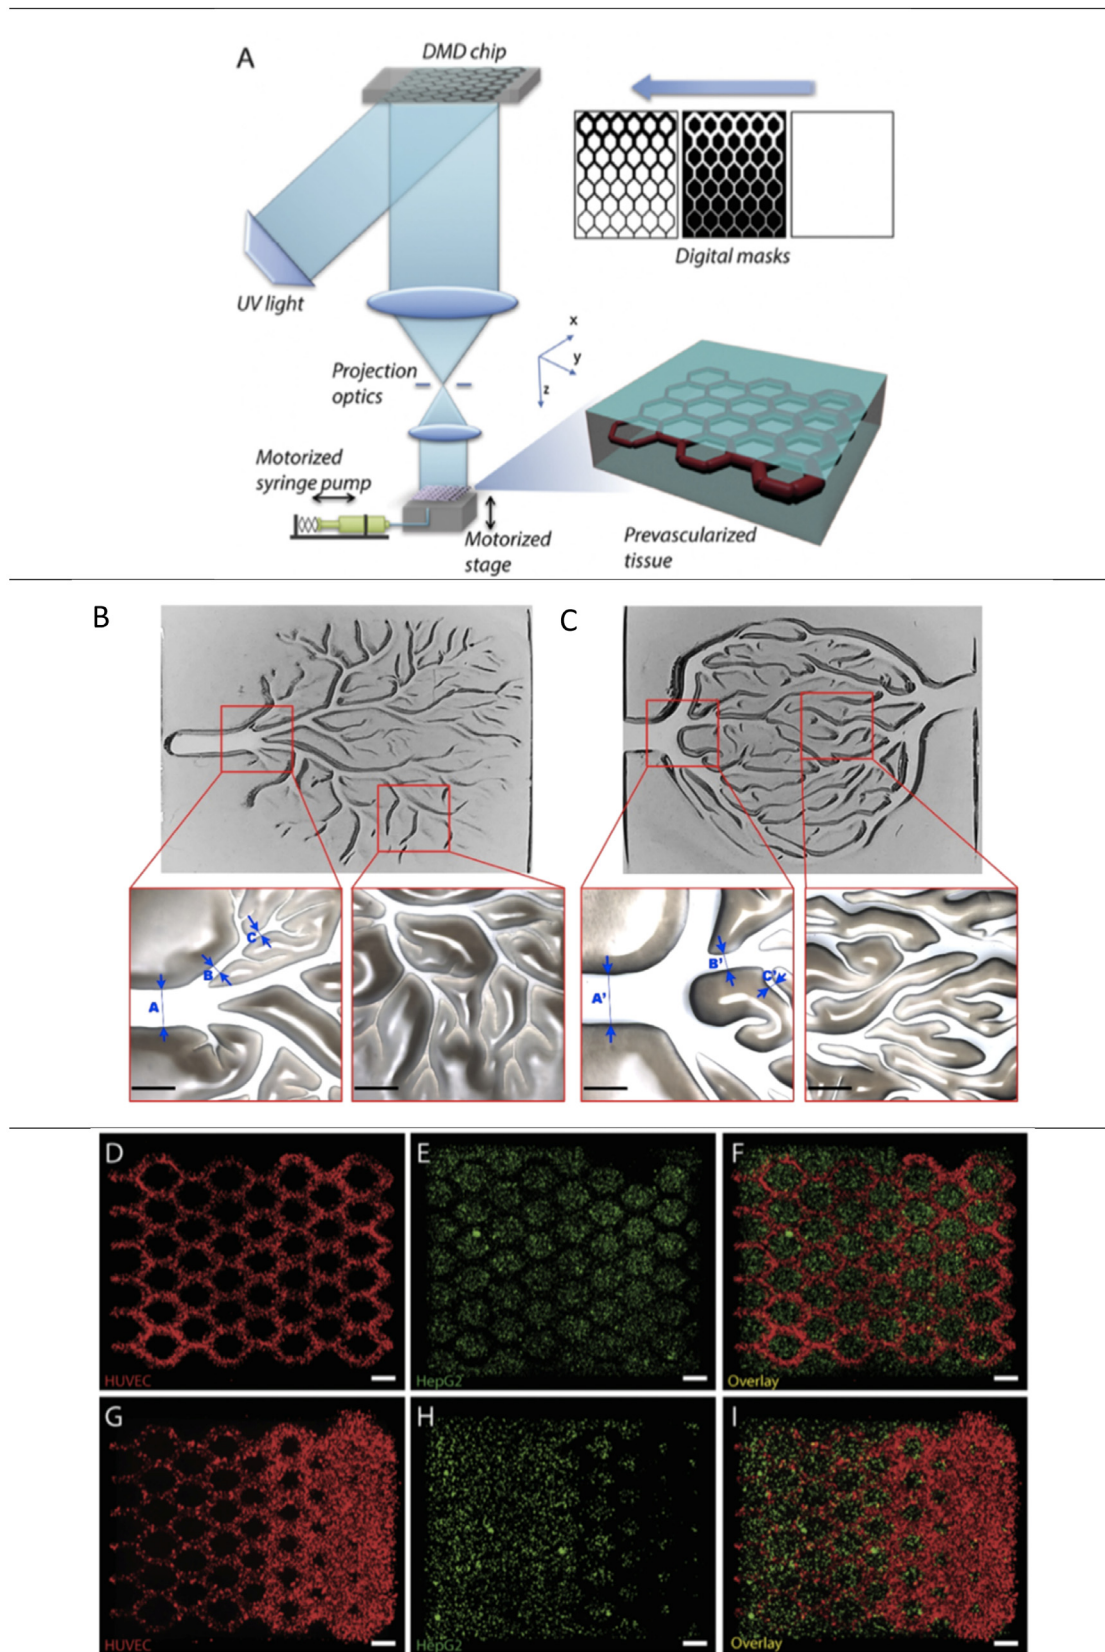 A
DMD chip
Digital masks
UV light
x
y
z
Projection
optics
Motorized
syringe pump
Motorized
stage
Prevascularized
tissue
B
C
A
B
C
A'
B'
C'
D
HUVEC
E
HepG2
F
Overlay
G
HUVEC
H
HepG2
I
Overlay